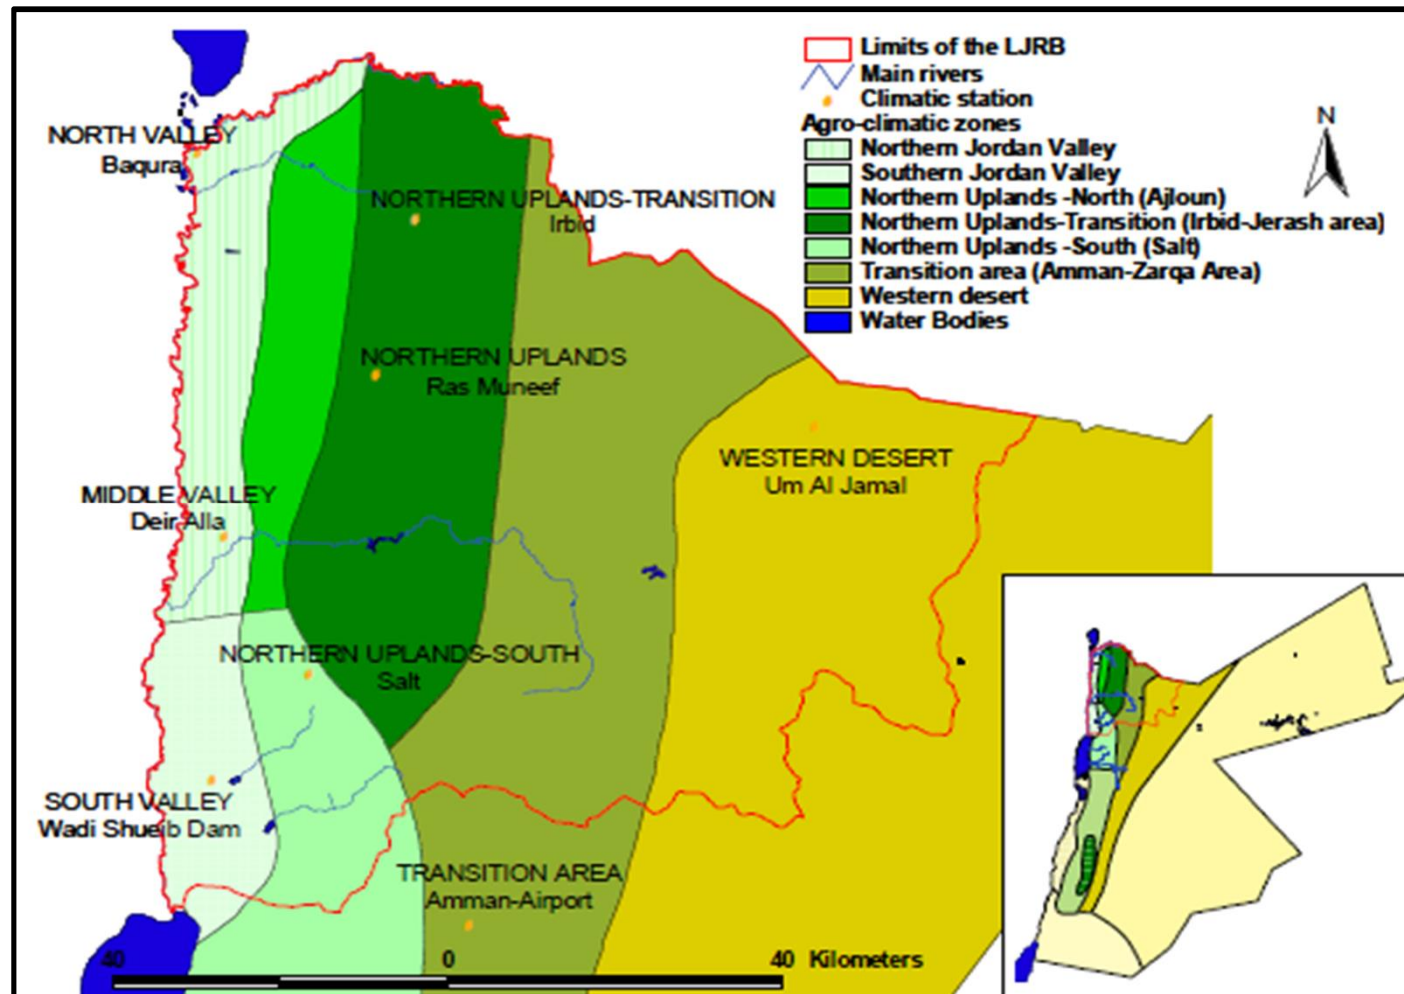 Limits of the LJRB
Main rivers
Climatic station
Agro-climatic zones
Northern Jordan Valley
Southern Jordan Valley
Northern Uplands -North (Ajloun)
Northern Uplands-Transition (Irbid-Jerash area)
Northern Uplands -South (Salt)
Transition area (Amman-Zarqa Area)
Western desert
Water Bodies
N
NORTH VALLEY
Baqura
NORTHERN UPLANDS-TRANSITION
Irbid
NORTHERN UPLANDS
Ras Muneef
WESTERN DESERT
Um Al Jamal
MIDDLE VALLEY
Deir Alla
NORTHERN UPLANDS-SOUTH
Salt
SOUTH VALLEY
Wadi Shueib Dam
TRANSITION AREA
Amman-Airport
40 0 40 Kilometers